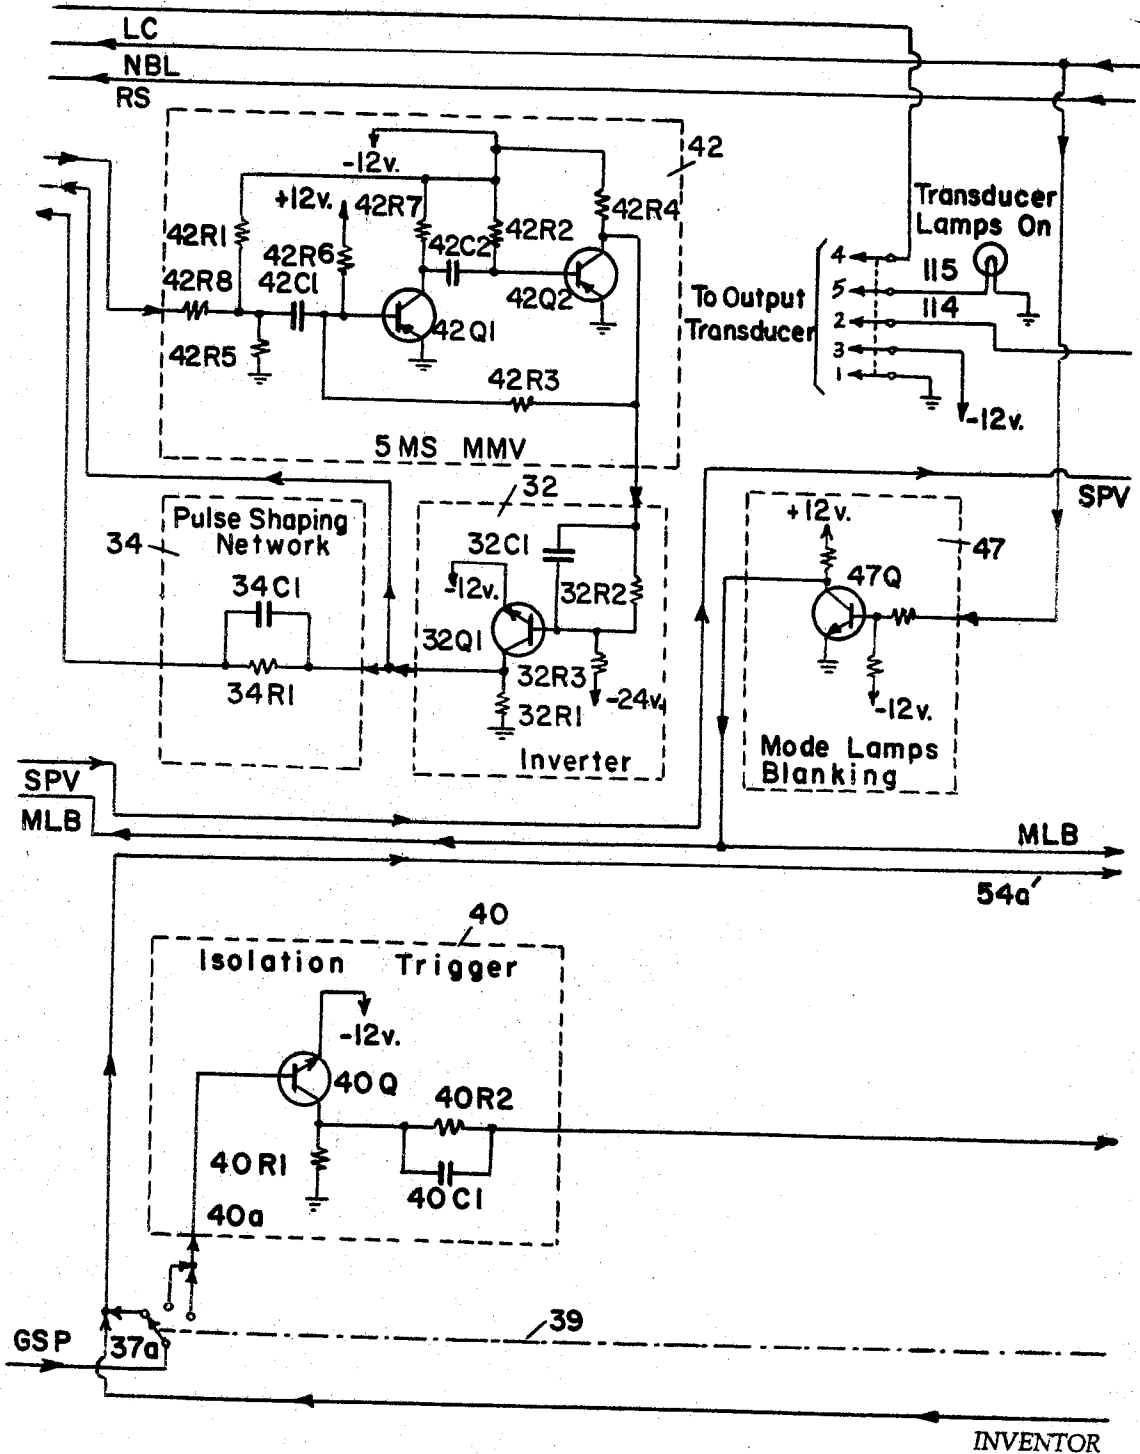 LC
NBL
RS
42
-12v.
+12v.
42R7
42R4
42R1
42R6
42C2
42R2
42R8
42C1
42Q2
42Q1
42R5
42R3
5 MS MMV
Transducer
Lamps On
4
115
5
114
To Output
Transducer
2
3
1
-12v.
SPV
32
34
Pulse Shaping
Network
34C1
34R1
32C1
-12v.
32R2
32Q1
32R3
-24v.
32R1
Inverter
+12v.
47
47Q
-12v.
Mode Lamps
Blanking
SPV
MLB
MLB
54a'
40
Isolation Trigger
-12v.
40Q
40R2
40R1
40C1
40a
GSP
37a
39
INVENTOR